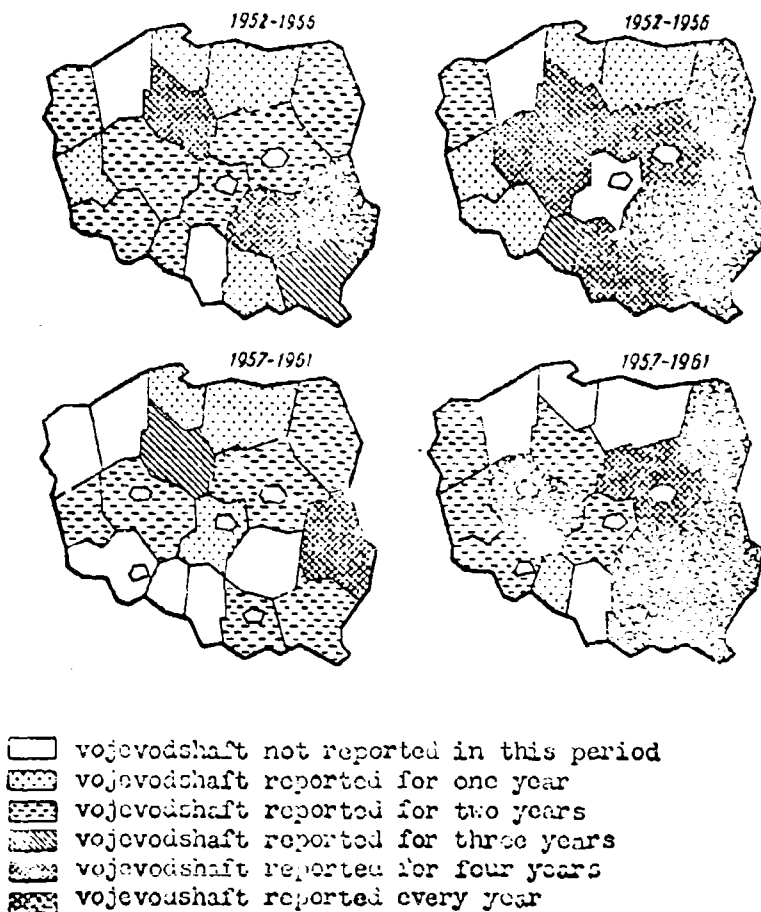 1952-1956 1952-1956
1957-1961 1957-1961
vojevodshaft not reported in this period
vojevodshaft reported for one year
vojevodshaft reported for two years
vojevodshaft reported for three years
vojevodshaft reported for four years
vojevodshaft reported every year